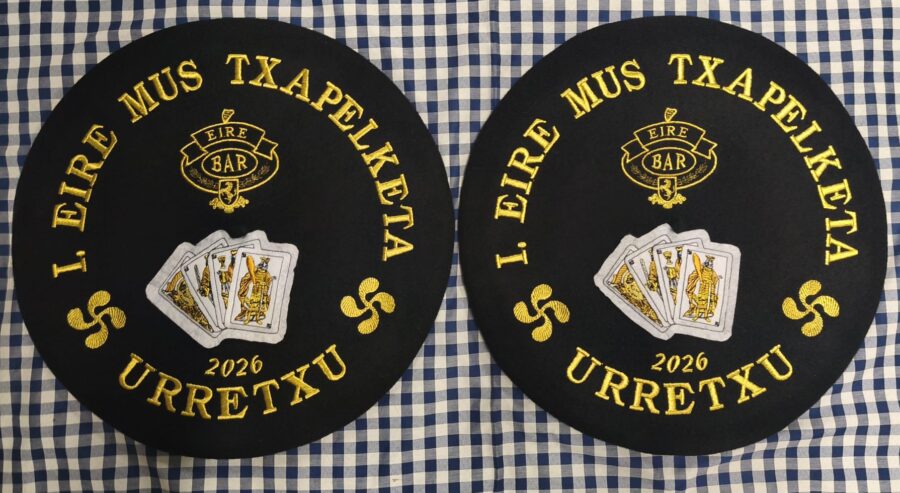 I. EIRE MUS TXAPELKETA
EIRE
BAR
2026
URRETXU
I. EIRE MUS TXAPELKETA
EIRE
BAR
2026
URRETXU